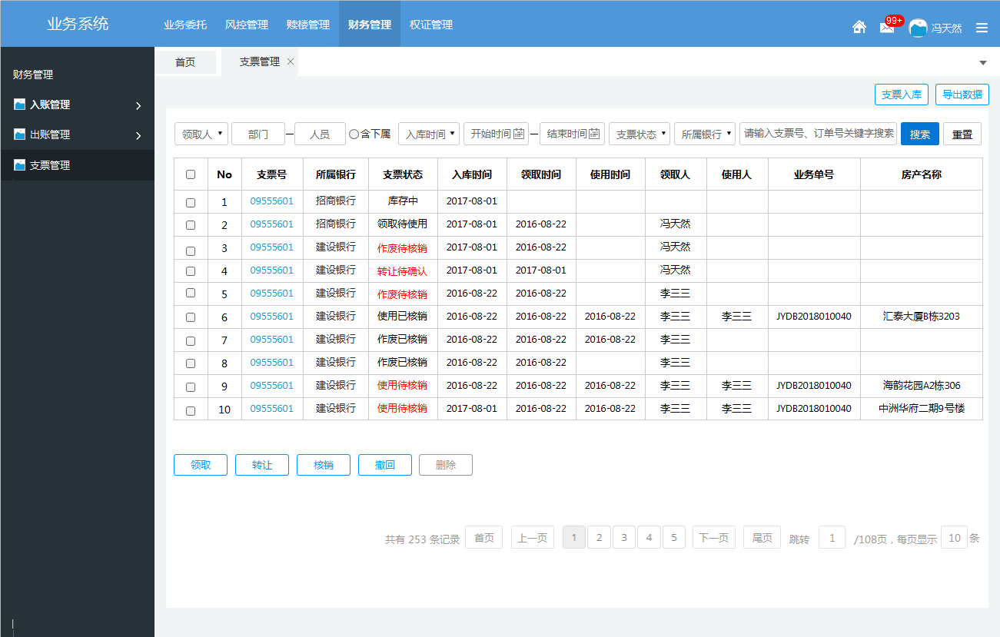 业务系统 业务委托 风控管理 赎楼管理 财务管理 权证管理 99+ 冯天然
财务管理
入账管理
出账管理
支票管理
首页 支票管理
支票入库 导出数据
领取人 部门 人员 含下属 入库时间 开始时间 结束时间 支票状态 所属银行 请输入支票号、订单号关键字搜索 搜索 重置
No 支票号 所属银行 支票状态 入库时间 领取时间 使用时间 领取人 使用人 业务单号 房产名称
1 09555601 招商银行 库存中 2017-08-01
2 09555601 招商银行 领取待使用 2017-08-01 2016-08-22 冯天然
3 09555601 建设银行 作废待核销 2017-08-01 2016-08-22 冯天然
4 09555601 建设银行 转让待确认 2017-08-01 2017-08-01 冯天然
5 09555601 建设银行 作废待核销 2016-08-22 2016-08-22 李三三
6 09555601 建设银行 使用已核销 2016-08-22 2016-08-22 2016-08-22 李三三 李三三 JYDB2018010040 汇泰大厦B栋3203
7 09555601 建设银行 作废已核销 2016-08-22 2016-08-22 2016-08-22 李三三
8 09555601 建设银行 作废已核销 2016-08-22 2016-08-22 李三三
9 09555601 建设银行 使用待核销 2016-08-22 2016-08-22 2016-08-22 李三三 李三三 JYDB2018010040 海韵花园A2栋306
10 09555601 建设银行 使用待核销 2017-08-01 2016-08-22 2016-08-22 李三三 李三三 JYDB2018010040 中洲华府二期9号楼
领取 转让 核销 撤回 删除
共有 253 条记录 首页 上一页 1 2 3 4 5 下一页 尾页 跳转 1 /108页，每页显示 10 条